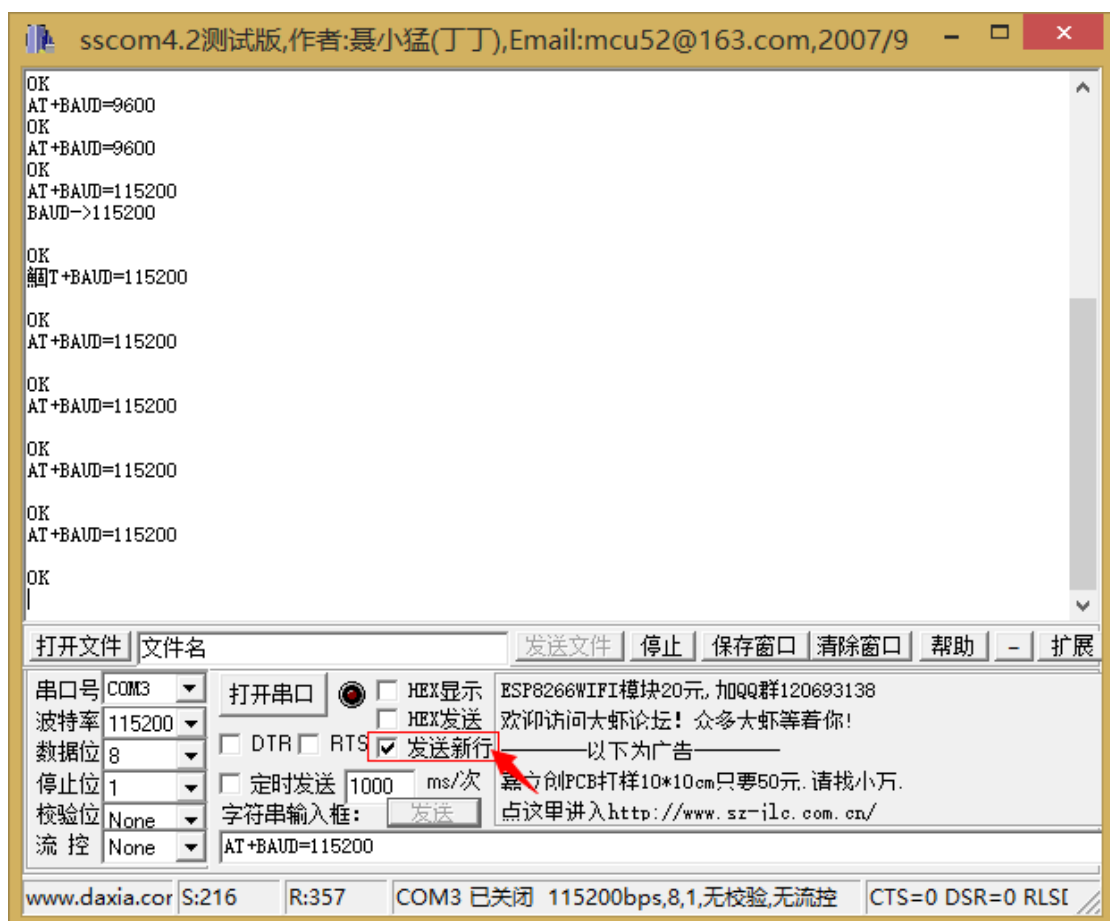 sscom4.2测试版,作者:聂小猛(丁丁),Email:mcu52@163.com,2007/9
OK
AT+BAUD=9600
OK
AT+BAUD=9600
OK
AT+BAUD=115200
BAUD->115200
OK
鲴T+BAUD=115200
OK
AT+BAUD=115200
OK
AT+BAUD=115200
OK
AT+BAUD=115200
OK
AT+BAUD=115200
OK
打开文件 文件名 发送文件 停止 保存窗口 清除窗口 帮助 - 扩展
串口号 COM3 打开串口 HEX显示 ESP8266WIFI模块20元,加QQ群120693138
波特率 115200 HEX发送 欢迎访问大虾论坛! 众多大虾等着你!
数据位 8 DTR RTS 发送新行 ————以下为广告————
停止位 1 定时发送 1000 ms/次 嘉立创PCB打样10*10cm只要50元.请找小万.
校验位 None 字符串输入框: 发送 点这里进入http://www.sz-jlc.com.cn/
流 控 None AT+BAUD=115200
www.daxia.cor S:216 R:357 COM3 已关闭 115200bps,8,1,无校验,无流控 CTS=0 DSR=0 RLSI